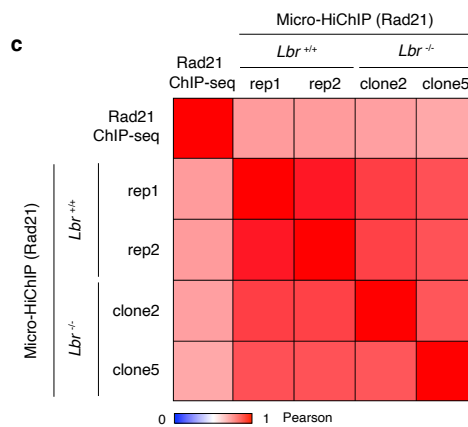 c
Micro-HiChIP (Rad21)
Rad21
ChIP-seq
Lbr +/+
Lbr -/-
rep1
rep2
clone2
clone5
Rad21
ChIP-seq
Micro-HiChIP (Rad21)
Lbr +/+
rep1
rep2
Lbr -/-
clone2
clone5
0
1
Pearson